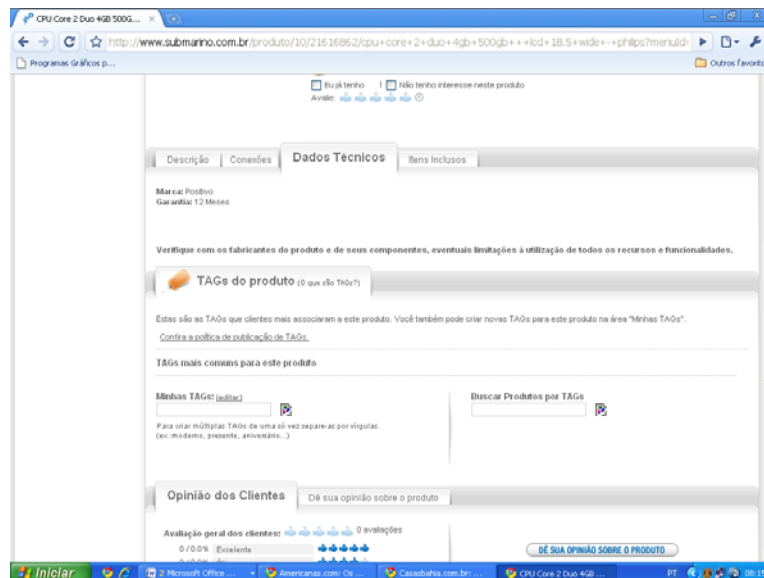 CPU Core 2 Duo 4GB 500G...
http://www.submarino.com.br/produto/10/21616862/cpu+core+2+duo+4gb+500gb+++lcd+18.5+wide+-+philips?menuId
Programas Gráficos p...
Outros favorito
Eu já tenho | Não tenho interesse neste produto
Avalie:
Descrição | Conexões Dados Técnicos Itens Inclusos
Marca: Positivo
Garantia: 12 Meses
Verifique com os fabricantes do produto e de seus componentes, eventuais limitações à utilização de todos os recursos e funcionalidades.
TAGs do produto (O que são TAGs?)
Estas são as TAGs que clientes mais associaram a este produto. Você também pode criar novas TAGs para este produto na área "Minhas TAGs".
Confira a política de publicação de TAGs.
TAGs mais comuns para este produto
Minhas TAGs: (editar)
Para criar múltiplas TAGs de uma só vez separe-as por vírgulas.
(ex: moderno, presente, aniversário...)
Buscar Produtos por TAGs
Opinião dos Clientes Dê sua opinião sobre o produto
Avaliação geral dos clientes: 0 avaliações
0 / 0.0% Excelente
DÊ SUA OPINIÃO SOBRE O PRODUTO
Iniciar 2 Microsoft Office ... Americanas.com: Os ... Casasbahia.com.br: ... CPU Core 2 Duo 4GB ... PT 08:15